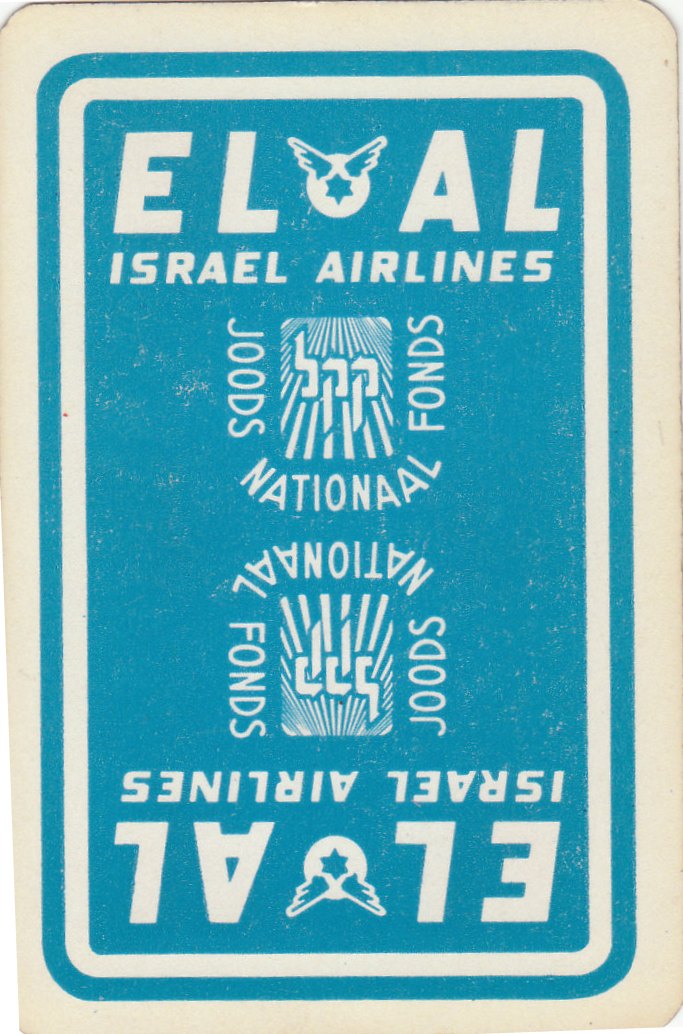 EL AL
ISRAEL AIRLINES
JOODS NATIONAAL FONDS
קקל
JOODS NATIONAAL FONDS
קקל
ISRAEL AIRLINES
EL AL